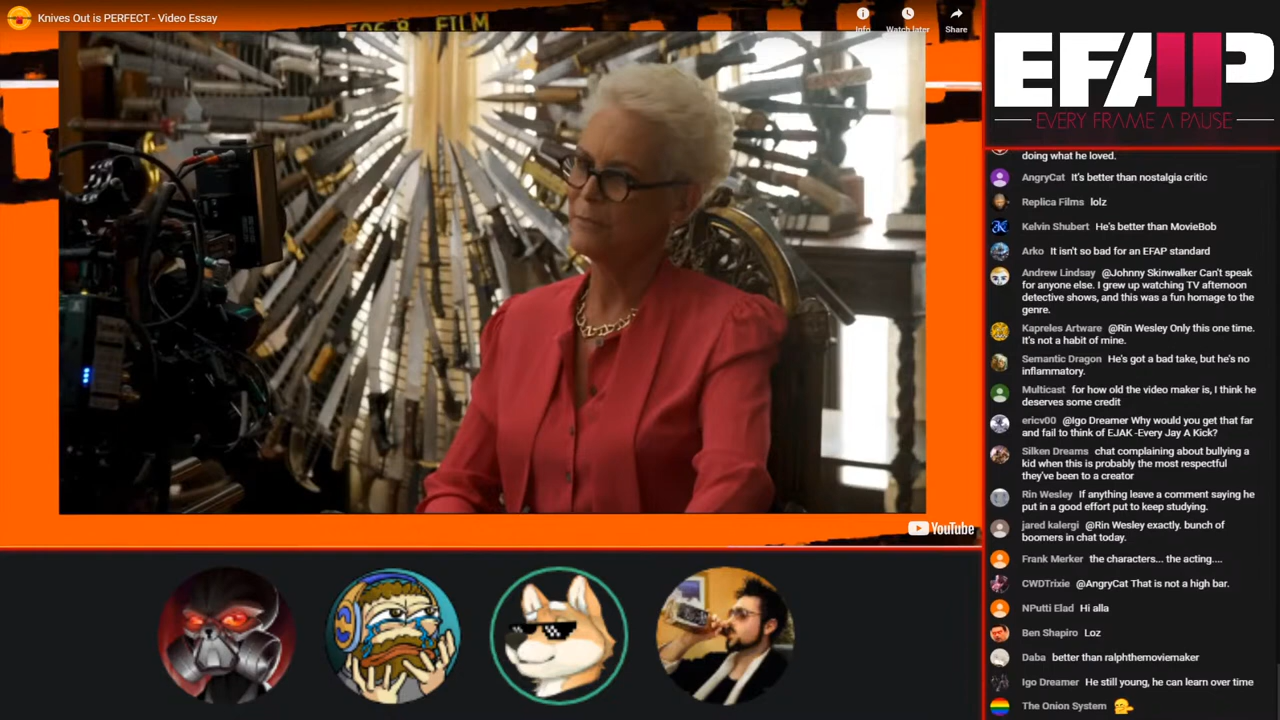 Knives Out is PERFECT - Video Essay
Info
Watch later
Share
FILM
YouTube
EFAP
EVERY FRAME A PAUSE
doing what he loved.
AngryCat It's better than nostalgia critic
Replica Films lolz
Kelvin Shubert He's better than MovieBob
Arko It isn't so bad for an EFAP standard
Andrew Lindsay @Johnny Skinwalker Can't speak
for anyone else. I grew up watching TV afternoon
detective shows, and this was a fun homage to the
genre.
Kapreles Artware @Rin Wesley Only this one time.
It's not a habit of mine.
Semantic Dragon He's got a bad take, but he's no
inflammatory.
Multicast for how old the video maker is, I think he
deserves some credit
ericv00 @Igo Dreamer Why would you get that far
and fail to think of EJAK -Every Jay A Kick?
Silken Dreams chat complaining about bullying a
kid when this is probably the most respectful
they've been to a creator
Rin Wesley If anything leave a comment saying he
put in a good effort put to keep studying.
jared kalergi @Rin Wesley exactly. bunch of
boomers in chat today.
Frank Merker the characters... the acting....
CWDTrixie @AngryCat That is not a high bar.
NPutti Elad Hi alla
Ben Shapiro Loz
Daba better than ralphthemoviemaker
Igo Dreamer He still young, he can learn over time
The Onion System